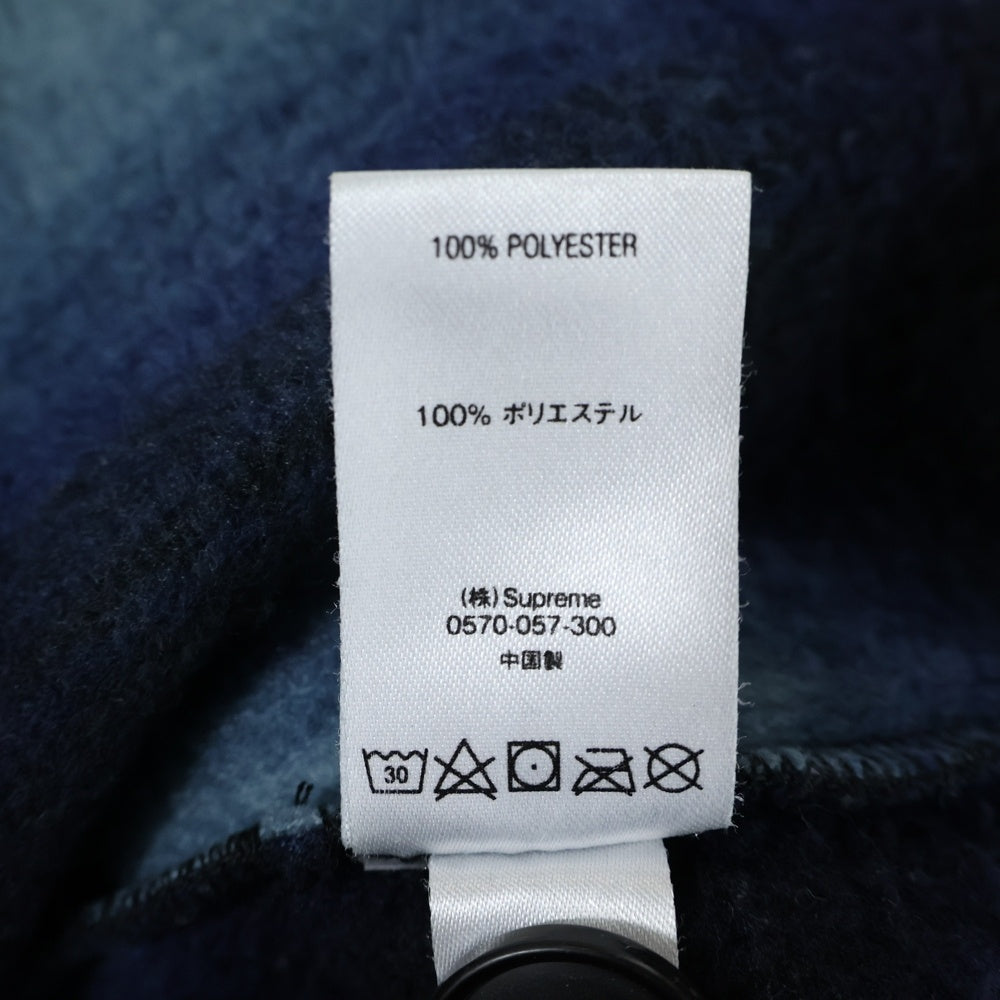 100% POLYESTER
100% ポリエステル
(株)Supreme
0570-057-300
中国製
30